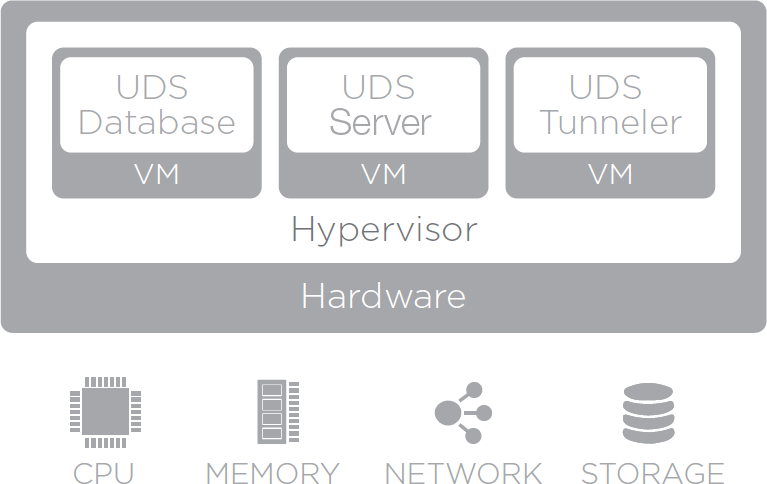 UDS
Database
VM
UDS
Server
VM
UDS
Tunneler
VM
Hypervisor
Hardware
CPU
MEMORY
NETWORK
STORAGE